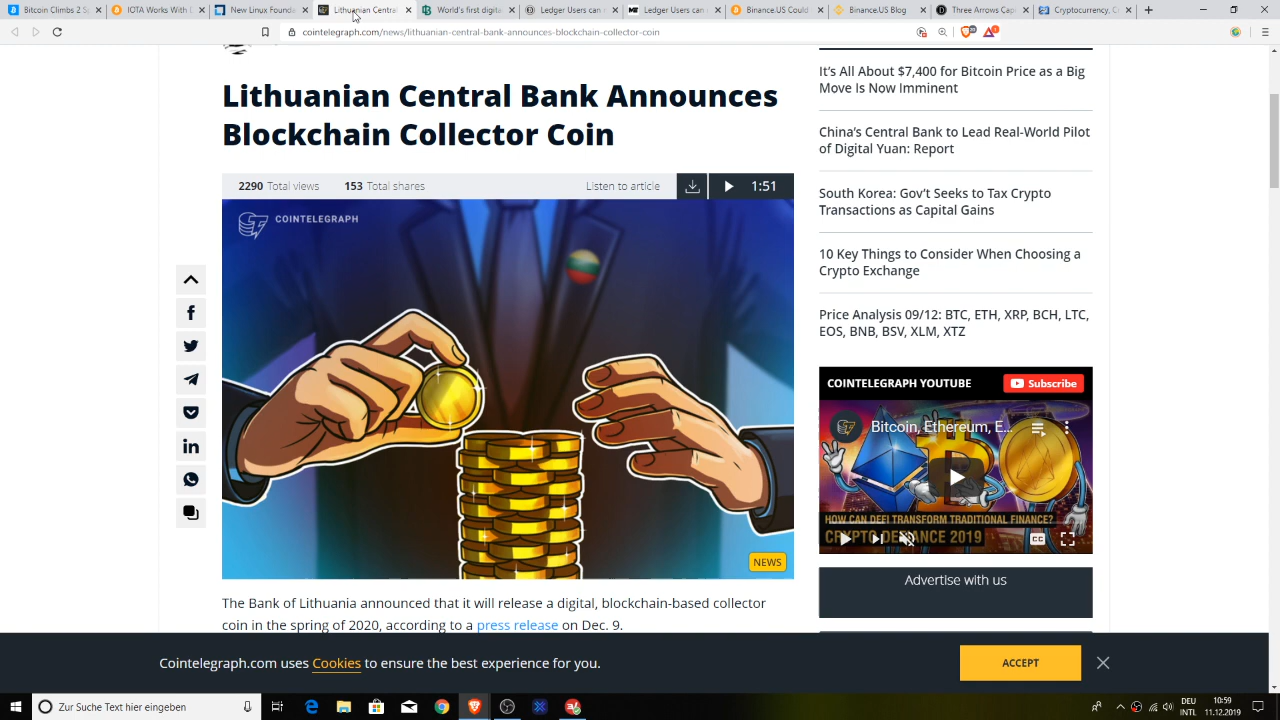 Bitcoin Climbs 2 S
IOTA Works With D
New Linux Founda
Lithuanian Central
World's first digita
Ledger Users can
Ledger Users can
Binance.US Could
Binance.US Blog
Three Arrows Cap
Cryptocurrency, C
cointelegraph.com/news/lithuanian-central-bank-announces-blockchain-collector-coin
Lithuanian Central Bank Announces
Blockchain Collector Coin
2290 Total views 153 Total shares Listen to article 1:51
COINTELEGRAPH
NEWS
The Bank of Lithuania announced that it will release a digital, blockchain-based collector
coin in the spring of 2020, according to a press release on Dec. 9.
It's All About $7,400 for Bitcoin Price as a Big
Move Is Now Imminent
China's Central Bank to Lead Real-World Pilot
of Digital Yuan: Report
South Korea: Gov't Seeks to Tax Crypto
Transactions as Capital Gains
10 Key Things to Consider When Choosing a
Crypto Exchange
Price Analysis 09/12: BTC, ETH, XRP, BCH, LTC,
EOS, BNB, BSV, XLM, XTZ
COINTELEGRAPH YOUTUBE Subscribe
Bitcoin, Ethereum, E...
HOW CAN DEFI TRANSFORM TRADITIONAL FINANCE?
2019
CC
Advertise with us
Cointelegraph.com uses Cookies to ensure the best experience for you.
ACCEPT
Zur Suche Text hier eingeben
DEU
INTL
10:59
11.12.2019